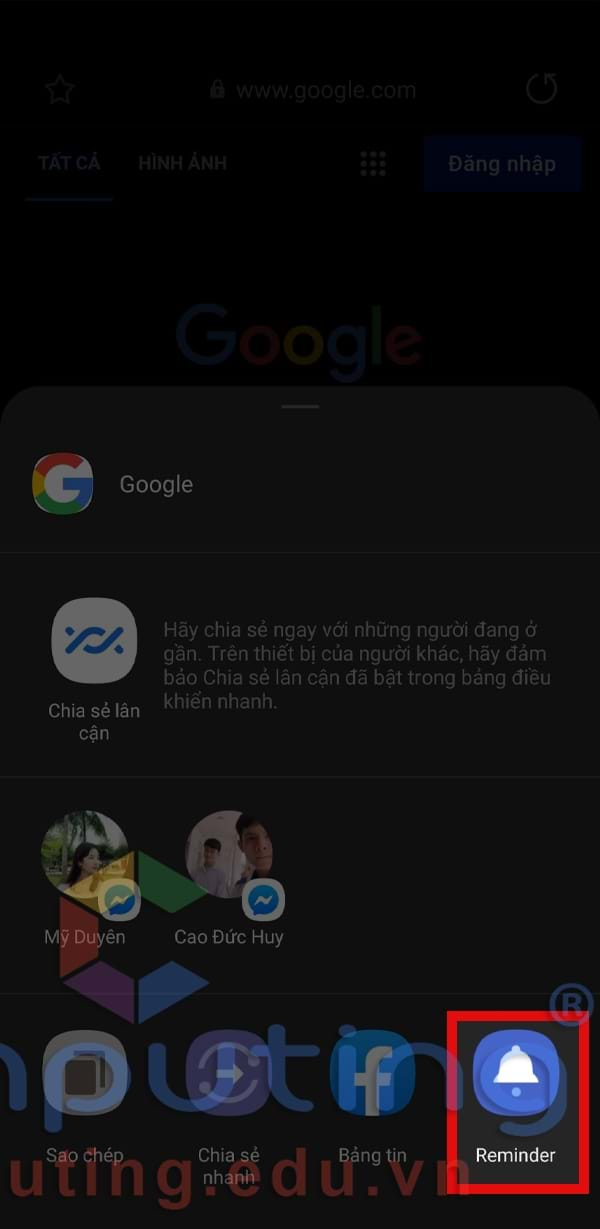 www.google.com
TẤT CẢ HÌNH ẢNH Đăng nhập
Google
Google
Hãy chia sẻ ngay với những người đang ở
gần. Trên thiết bị của người khác, hãy đảm
bảo Chia sẻ lân cận đã bật trong bảng điều
khiển nhanh.
Chia sẻ lân
cận
Mỹ Duyên Cao Đức Huy
mputing®
Sao chép Chia sẻ
nhanh Bảng tin Reminder
uting.edu.vn